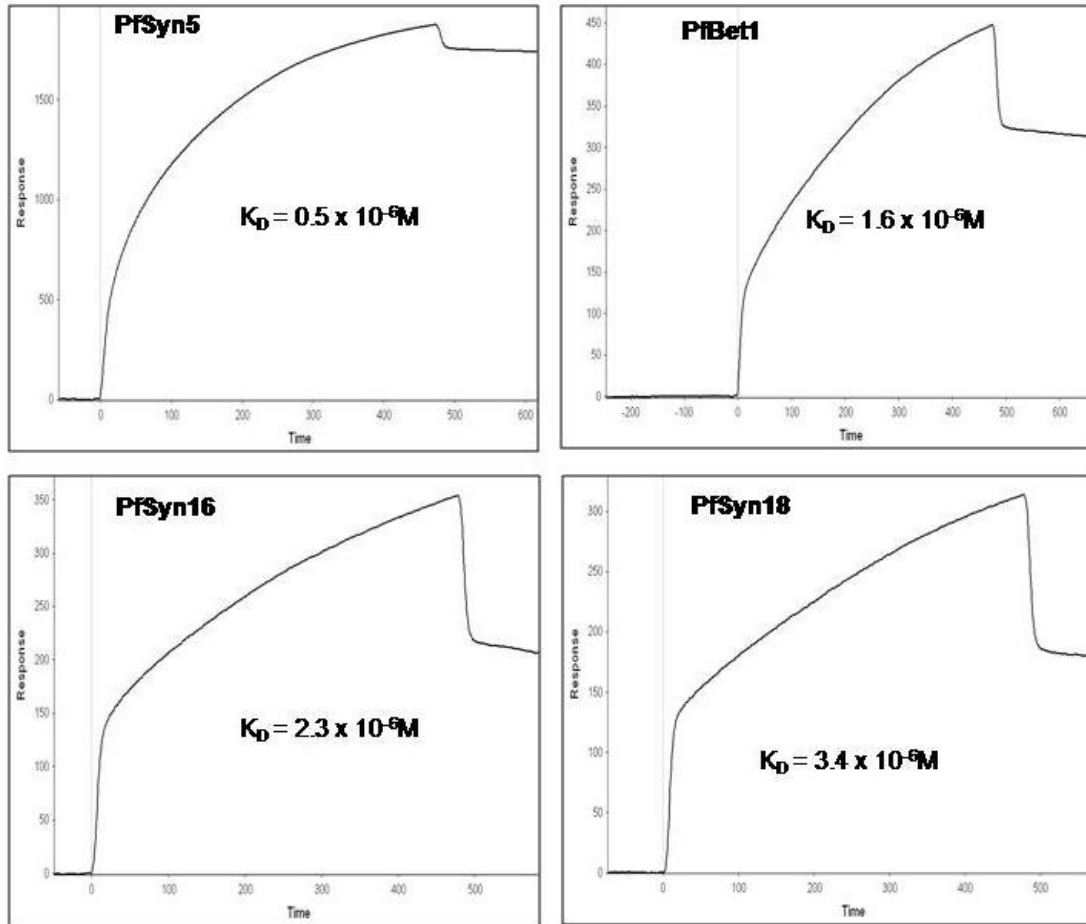 PfSyn5
Response
1500
1000
500
0
K_D = 0.5 x 10⁻⁶M
0 100 200 300 400 500 600
Time
PfBet1
Response
450
400
350
300
250
200
150
100
50
0
K_D = 1.6 x 10⁻⁶M
-200 -100 0 100 200 300 400 500 600
Time
PfSyn16
Response
350
300
250
200
150
100
50
0
K_D = 2.3 x 10⁻⁶M
0 100 200 300 400 500
Time
PfSyn18
Response
300
250
200
150
100
50
0
K_D = 3.4 x 10⁻⁶M
0 100 200 300 400 500
Time